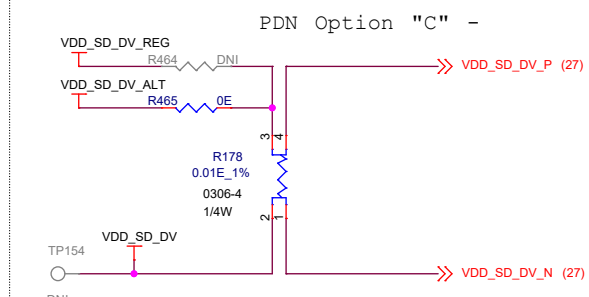 PDN Option "C" -
VDD_SD_DV_REG
R464 DNI
VDD_SD_DV_P (27)
VDD_SD_DV_ALT
R465 0E
3 4
R178
0.01E_1%
0306-4
1/4W
2 1
VDD_SD_DV
TP154
VDD_SD_DV_N (27)